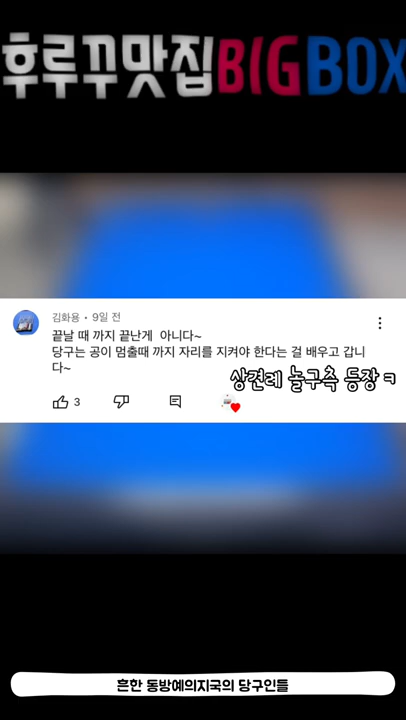 후루꾸맛집BIGBOX
김화용 • 9일 전
끝날 때 까지 끝난게 아니다~
당구는 공이 멈출때 까지 자리를 지켜야 한다는 걸 배우고 갑니
다~
상견례 놀구측 등장ㅋ
3
흔한 동방예의지국의 당구인들